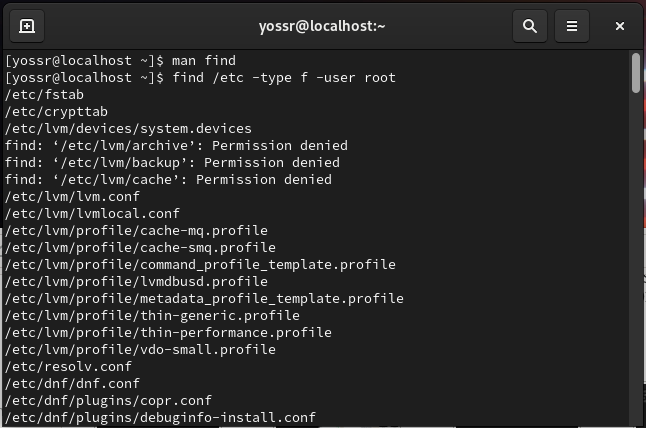 yossr@localhost:~
[yossr@localhost ~]$ man find
[yossr@localhost ~]$ find /etc -type f -user root
/etc/fstab
/etc/crypttab
/etc/lvm/devices/system.devices
find: ‘/etc/lvm/archive’: Permission denied
find: ‘/etc/lvm/backup’: Permission denied
find: ‘/etc/lvm/cache’: Permission denied
/etc/lvm/lvm.conf
/etc/lvm/lvmlocal.conf
/etc/lvm/profile/cache-mq.profile
/etc/lvm/profile/cache-smq.profile
/etc/lvm/profile/command_profile_template.profile
/etc/lvm/profile/lvmdbusd.profile
/etc/lvm/profile/metadata_profile_template.profile
/etc/lvm/profile/thin-generic.profile
/etc/lvm/profile/thin-performance.profile
/etc/lvm/profile/vdo-small.profile
/etc/resolv.conf
/etc/dnf/dnf.conf
/etc/dnf/plugins/copr.conf
/etc/dnf/plugins/debuginfo-install.conf